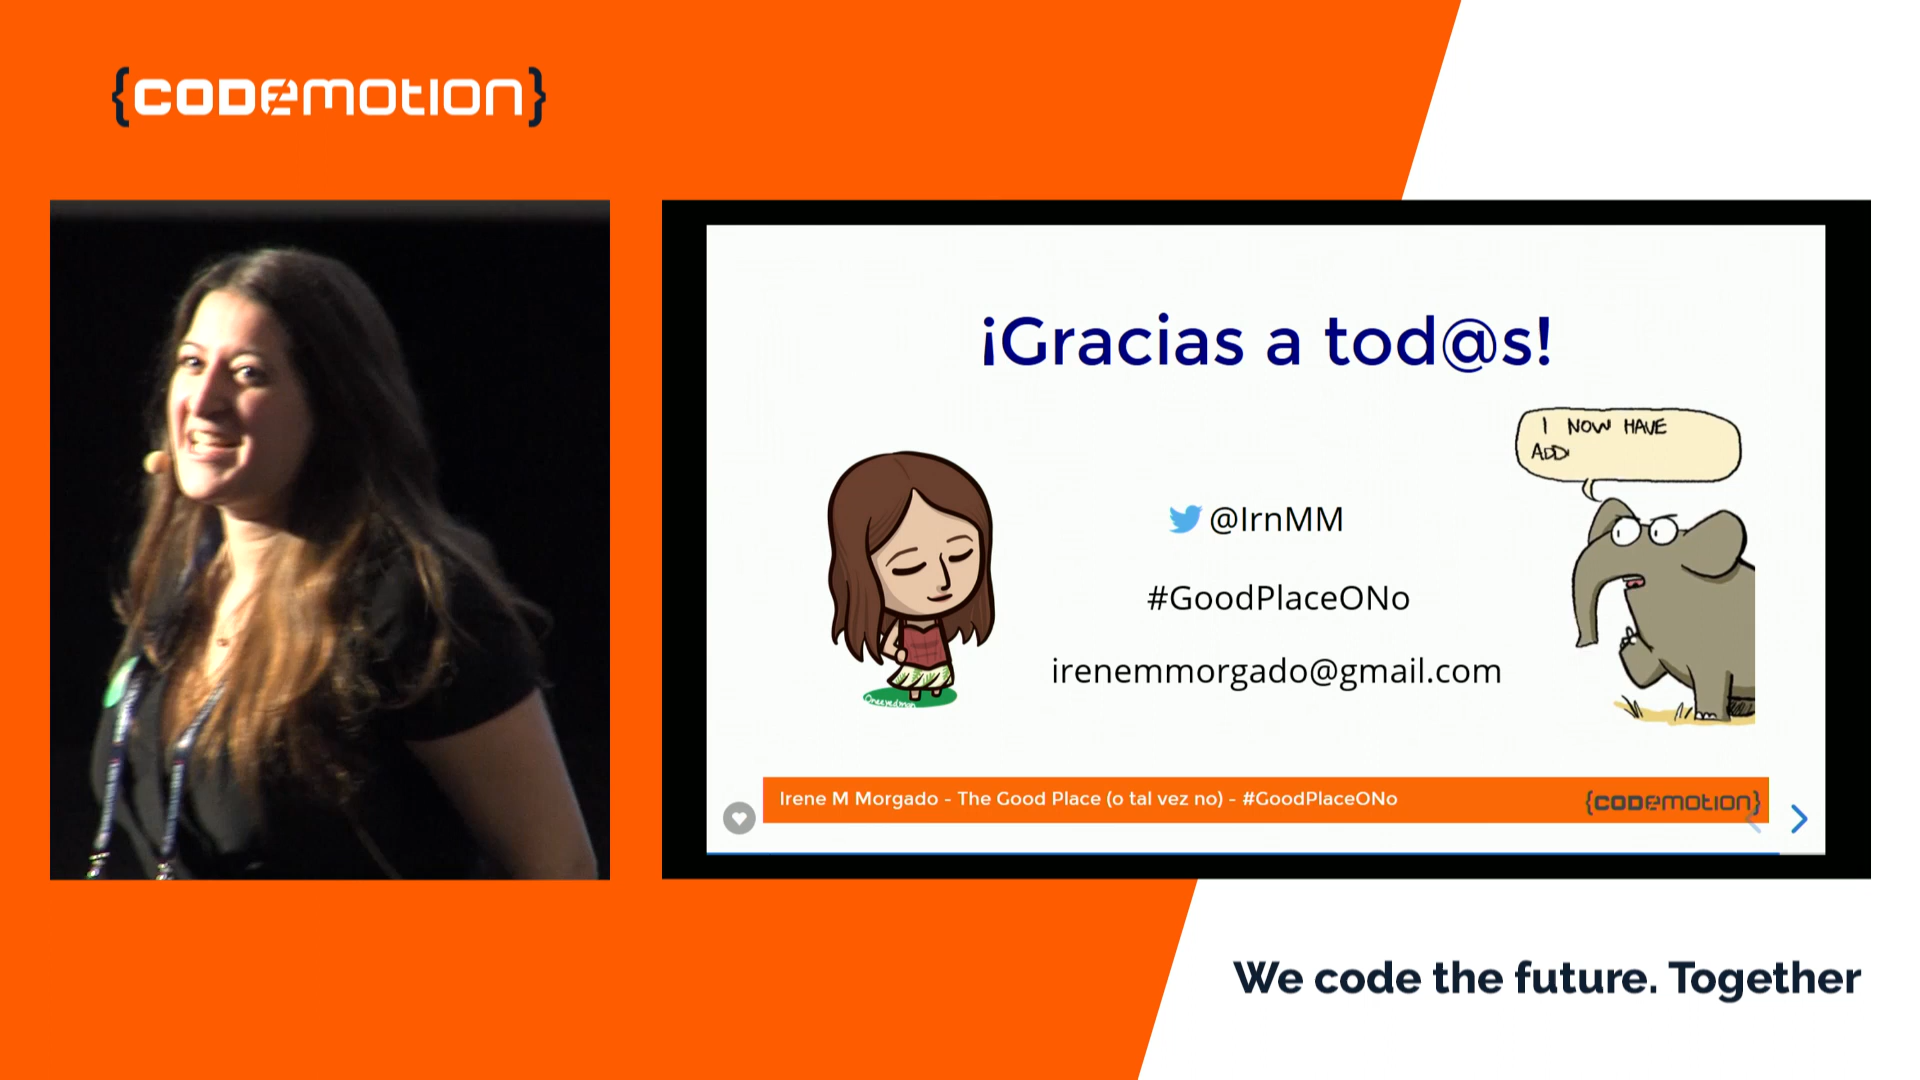 {CODEMOTION}
¡Gracias a tod@s!
I NOW HAVE
ADD
@IrnMM
#GoodPlaceONo
irenemmorgado@gmail.com
Oneeyedman
Irene M Morgado - The Good Place (o tal vez no) - #GoodPlaceONo
{CODEMOTION}
We code the future. Together